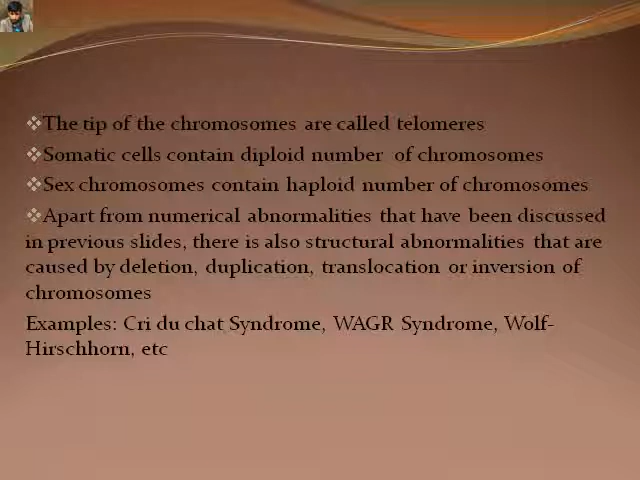 ❖The tip of the chromosomes are called telomeres
❖Somatic cells contain diploid number of chromosomes
❖Sex chromosomes contain haploid number of chromosomes
❖Apart from numerical abnormalities that have been discussed
in previous slides, there is also structural abnormalities that are
caused by deletion, duplication, translocation or inversion of
chromosomes
Examples: Cri du chat Syndrome, WAGR Syndrome, Wolf-
Hirschhorn, etc